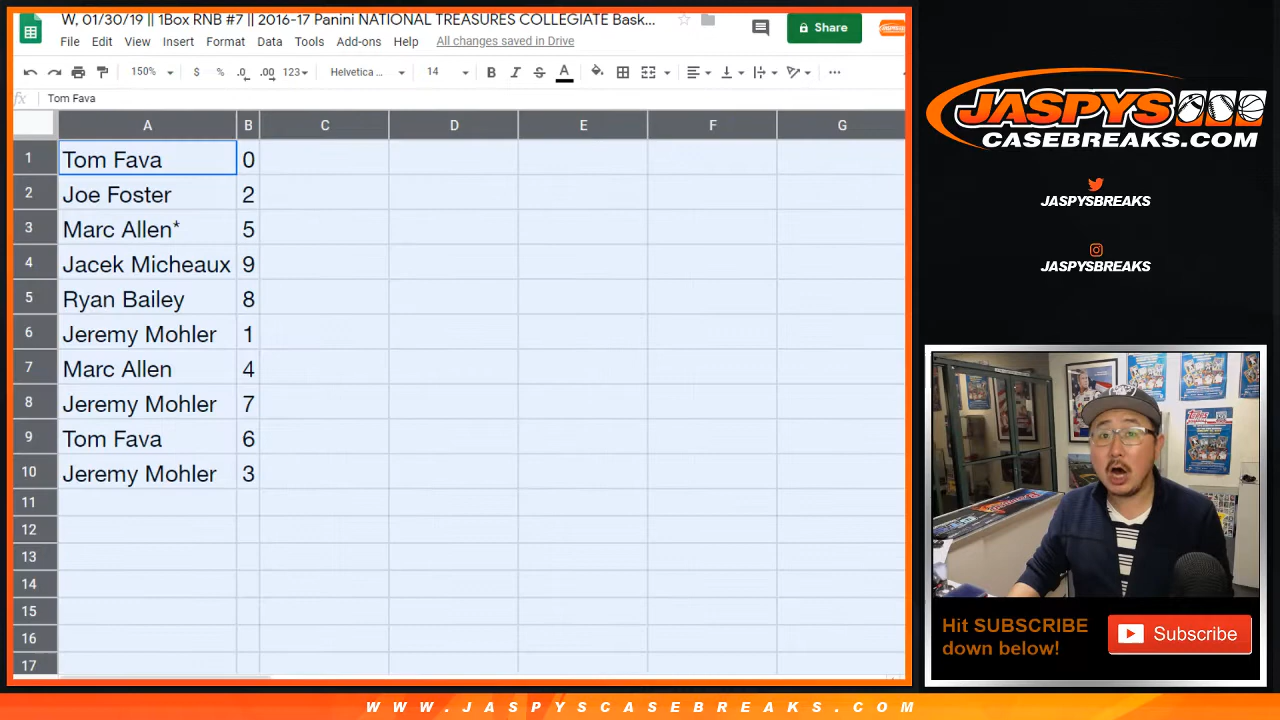 W, 01/30/19 || 1Box RNB #7 || 2016-17 Panini NATIONAL TREASURES COLLEGIATE Bask...
File Edit View Insert Format Data Tools Add-ons Help All changes saved in Drive
Share
150% $ % .0 .00 123 Helvetica ... 14 B I S A ...
fx Tom Fava
A B C D E F G
1 Tom Fava 0
2 Joe Foster 2
3 Marc Allen* 5
4 Jacek Micheaux 9
5 Ryan Bailey 8
6 Jeremy Mohler 1
7 Marc Allen 4
8 Jeremy Mohler 7
9 Tom Fava 6
10 Jeremy Mohler 3
11
12
13
14
15
16
17
JASPYS
CASEBREAKS.COM
JASPYSBREAKS
JASPYSBREAKS
Hit SUBSCRIBE
down below!
Subscribe
WWW.JASPYSCASEBREAKS.COM